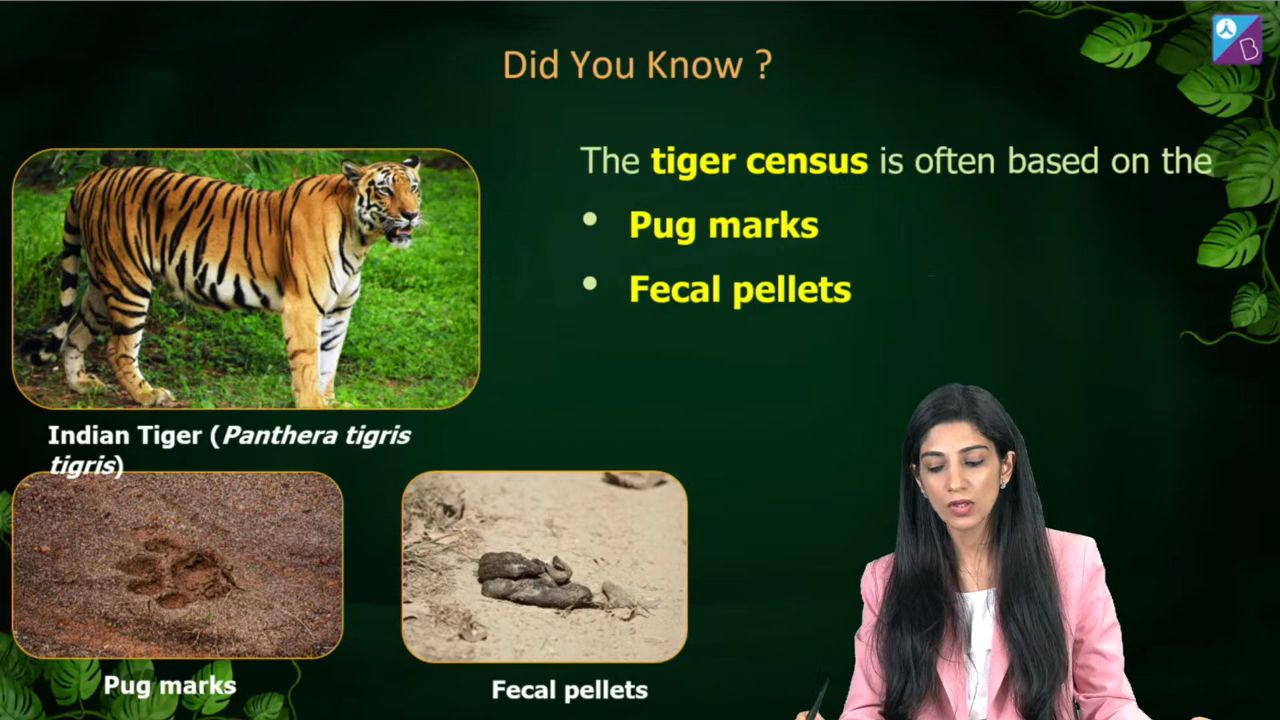 Did You Know ?
The tiger census is often based on the
• Pug marks
• Fecal pellets
Indian Tiger (Panthera tigris
tigris)
Pug marks
Fecal pellets
B